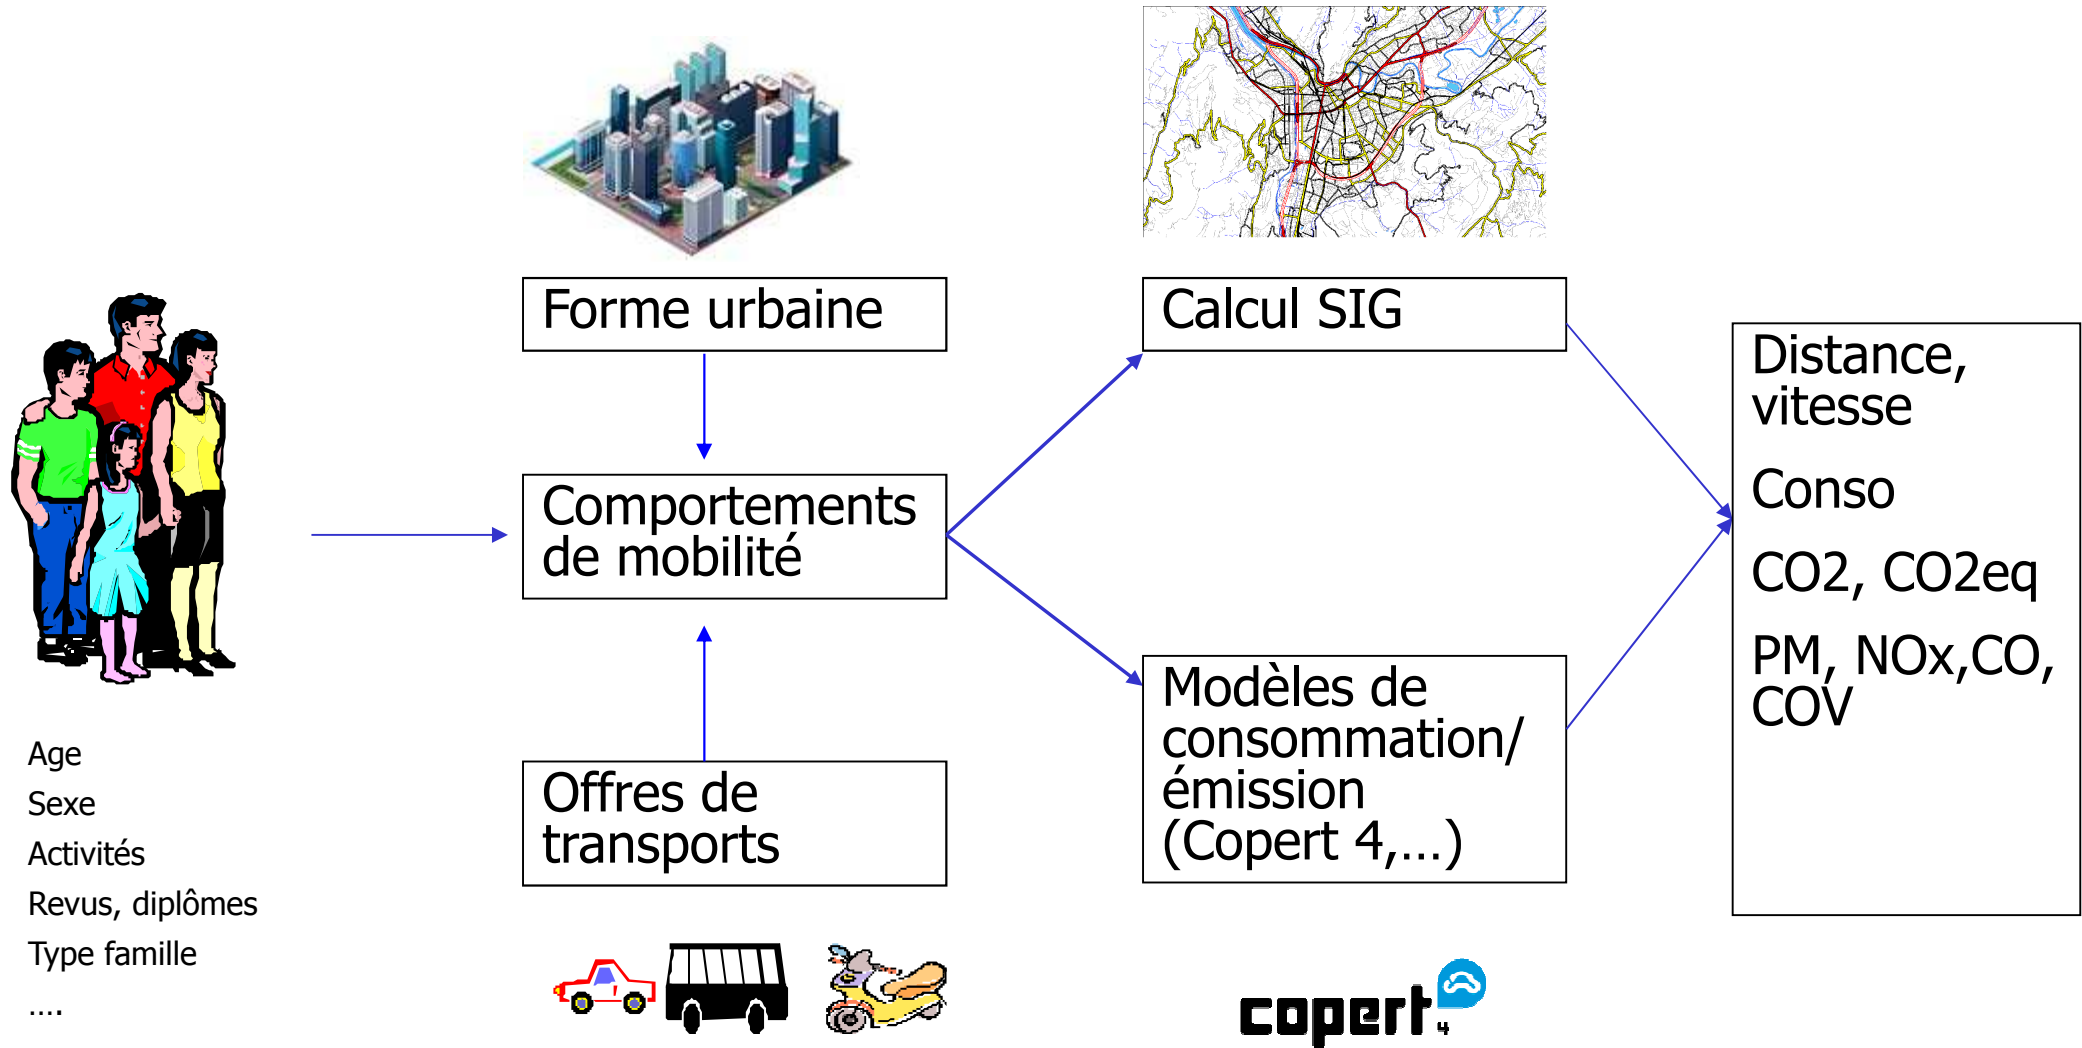 Forme urbaine
Calcul SIG
Distance,
vitesse
Conso
CO2, CO2eq
PM, NOx,CO,
COV
Comportements
de mobilité
Modèles de
consommation/
émission
(Copert 4,...)
Offres de
transports
Age
Sexe
Activités
Revus, diplômes
Type famille
....
copert
4